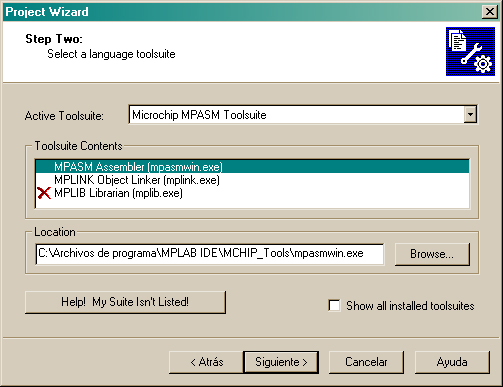 Project Wizard
Step Two:
Select a language toolsuite
Active Toolsuite: Microchip MPASM Toolsuite
Toolsuite Contents
MPASM Assembler (mpasmwin.exe)
MPLINK Object Linker (mplink.exe)
MPLIB Librarian (mplib.exe)
Location
C:\Archivos de programa\MPLAB IDE\MCHIP_Tools\mpasmwin.exe Browse...
Help! My Suite Isn't Listed! Show all installed toolsuites
< Atrás Siguiente > Cancelar Ayuda